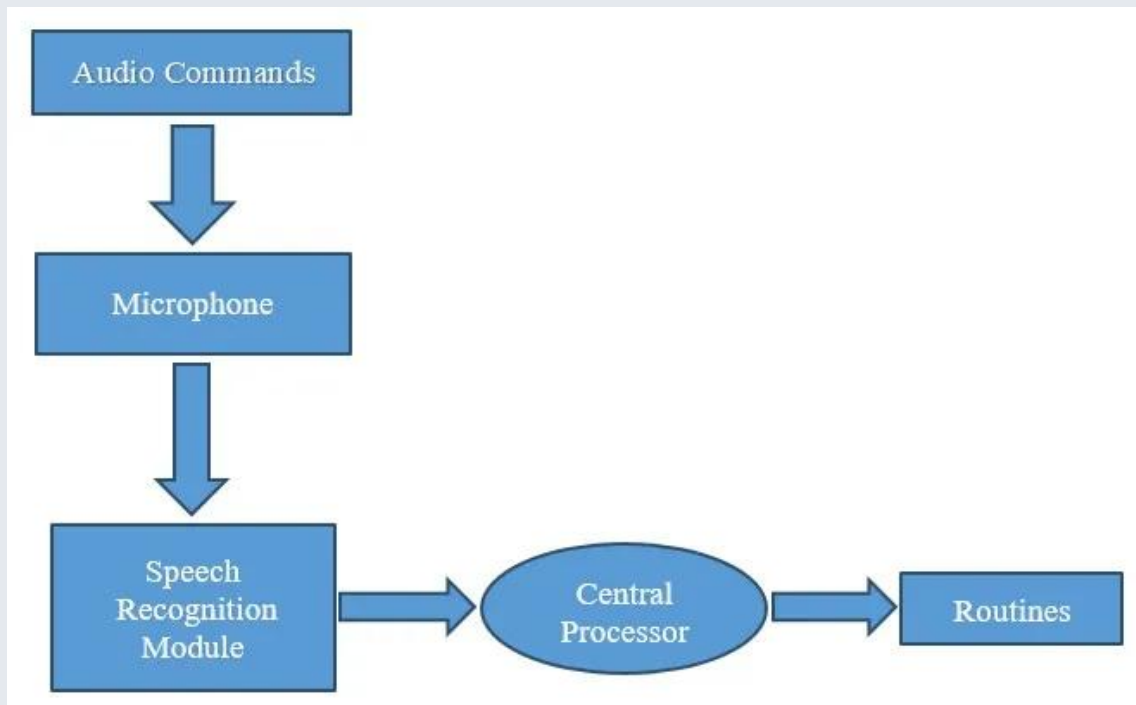 Audio Commands
Microphone
Speech
Recognition
Module
Central
Processor
Routines